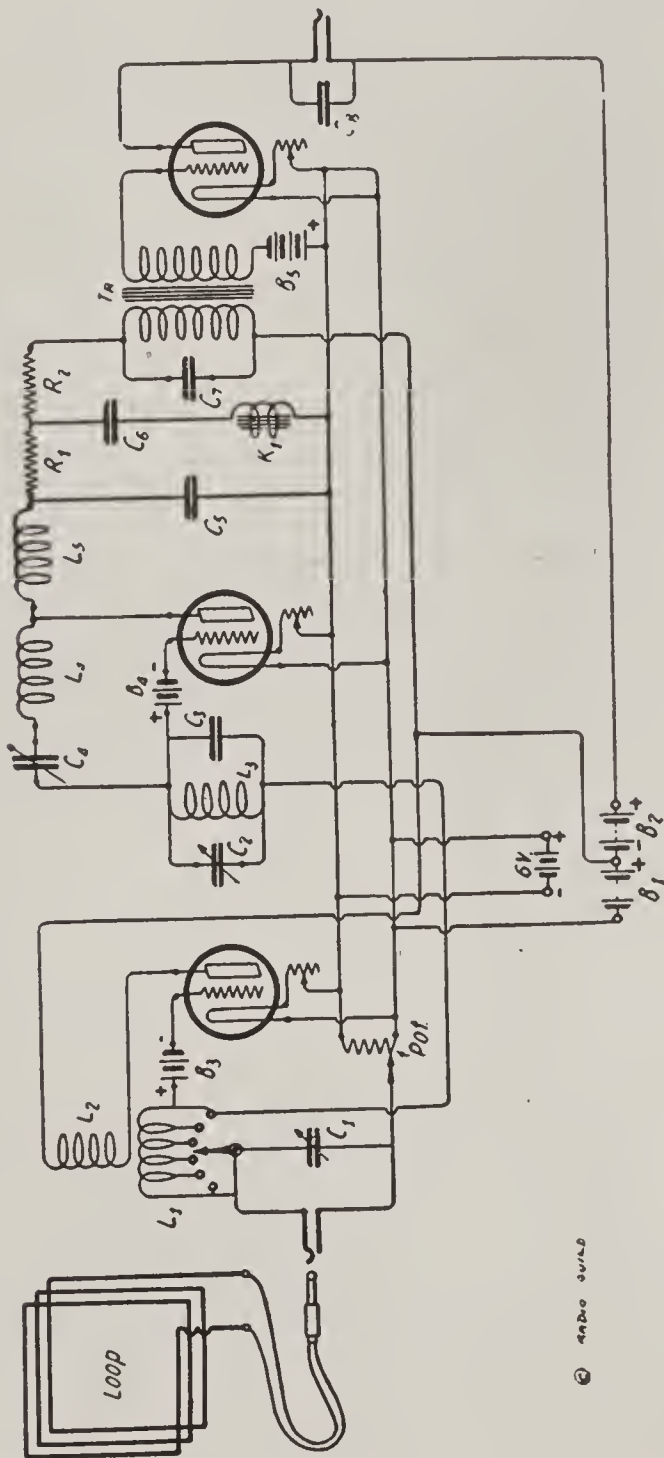 LOOP
L1
L2
B3
+
-
C1
POT.
C4
C2
L3
C3
B4
+
-
L5
R1
R2
C5
C6
K1
C7
TR
B5
+
6V
-
+
B1
+
-
B2
+
© RADIO GUILD